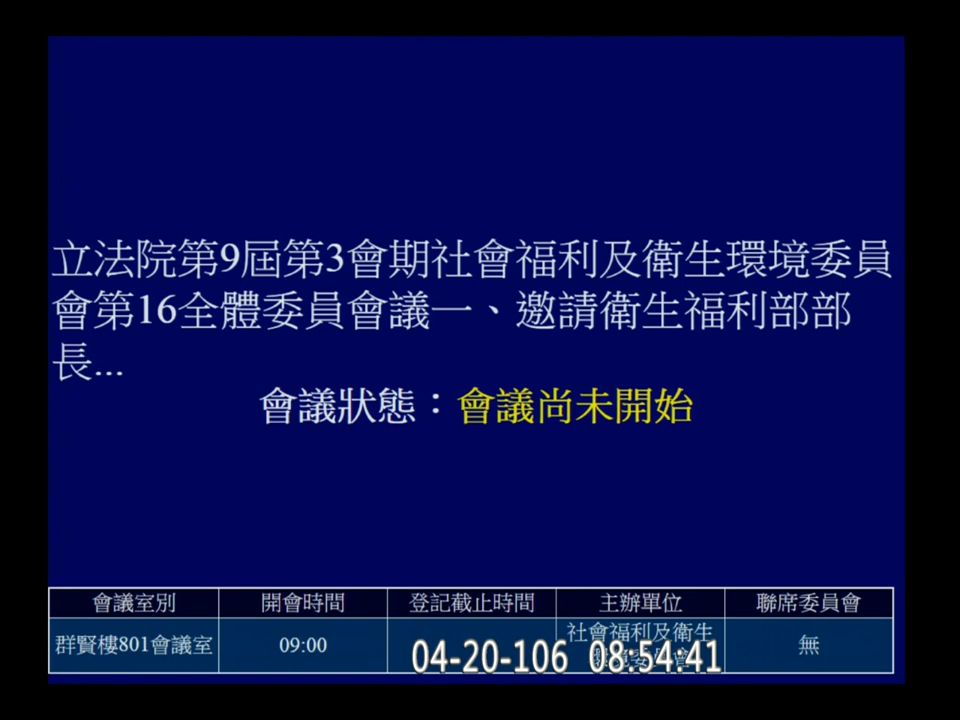 立法院第9屆第3會期社會福利及衛生環境委員
會第16全體委員會議一、邀請衛生福利部部
長...
會議狀態：會議尚未開始
會議室別 開會時間 登記截止時間 主辦單位 聯席委員會
群賢樓801會議室 09:00 社會福利及衛生 無
04-20-106 08:54:41